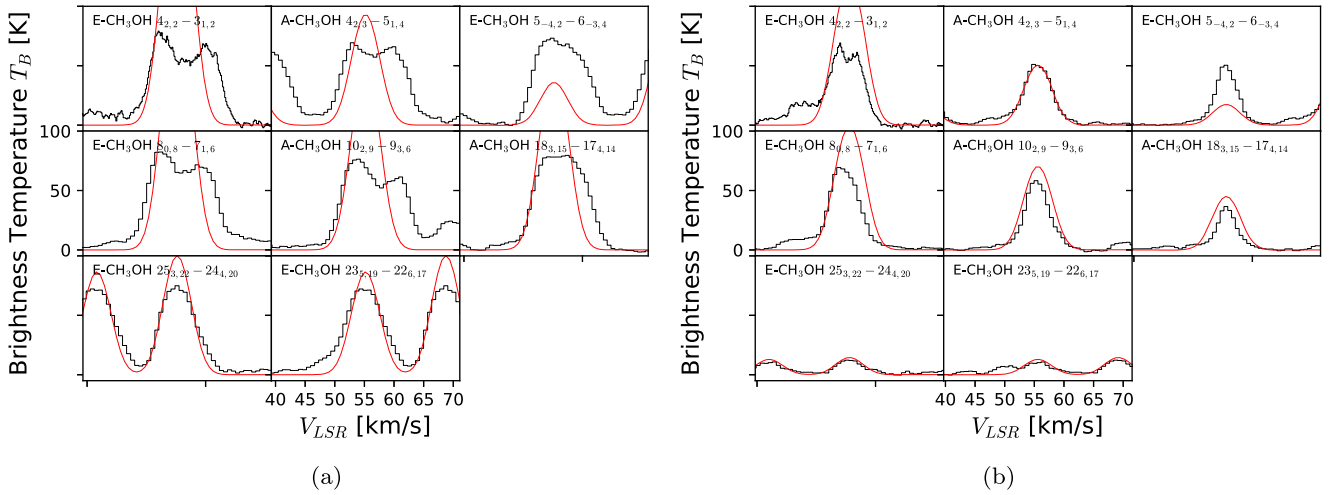 E-CH₃OH 4₂,₂ − 3₁,₂
A-CH₃OH 4₂,₃ − 5₁,₄
E-CH₃OH 5₋₄,₂ − 6₋₃,₄
100
50
0
E-CH₃OH 8₀,₈ − 7₁,₆
A-CH₃OH 10₂,₉ − 9₃,₆
A-CH₃OH 18₃,₁₅ − 17₄,₁₄
E-CH₃OH 25₃,₂₂ − 24₄,₂₀
E-CH₃OH 23₅,₁₉ − 22₆,₁₇
Brightness Temperature T_B [K]
40 45 50 55 60 65 70
V_LSR [km/s]
(a)
E-CH₃OH 4₂,₂ − 3₁,₂
A-CH₃OH 4₂,₃ − 5₁,₄
E-CH₃OH 5₋₄,₂ − 6₋₃,₄
100
50
0
E-CH₃OH 8₀,₈ − 7₁,₆
A-CH₃OH 10₂,₉ − 9₃,₆
A-CH₃OH 18₃,₁₅ − 17₄,₁₄
E-CH₃OH 25₃,₂₂ − 24₄,₂₀
E-CH₃OH 23₅,₁₉ − 22₆,₁₇
Brightness Temperature T_B [K]
40 45 50 55 60 65 70
V_LSR [km/s]
(b)